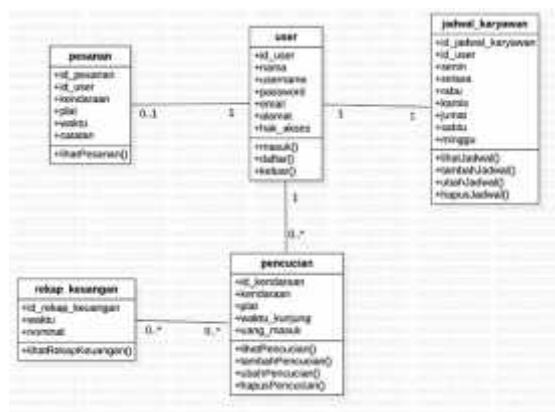 pesanan
+id_pesanan
+id_user
+kendaraan
+plat
+waktu
+catatan
+lihatPesanan()
user
+id_user
+nama
+username
+password
+email
+alamat
+hak_akses
+masuk()
+daftar()
+keluar()
jadwal_karyawan
+id_jadwal_karyawan
+id_user
+senin
+selasa
+rabu
+kamis
+jumat
+sabtu
+minggu
+lihatJadwal()
+tambahJadwal()
+ubahJadwal()
+hapusJadwal()
0..1
1
1
1
1
0..*
rekap_keuangan
+id_rekap_keuangan
+waktu
+nominal
+lihatRekapKeuangan()
0..*
0..*
pencucian
+id_kendaraan
+kendaraan
+plat
+waktu_kunjung
+uang_masuk
+lihatPencucian()
+tambahPencucian()
+ubahPencucian()
+hapusPencucian()